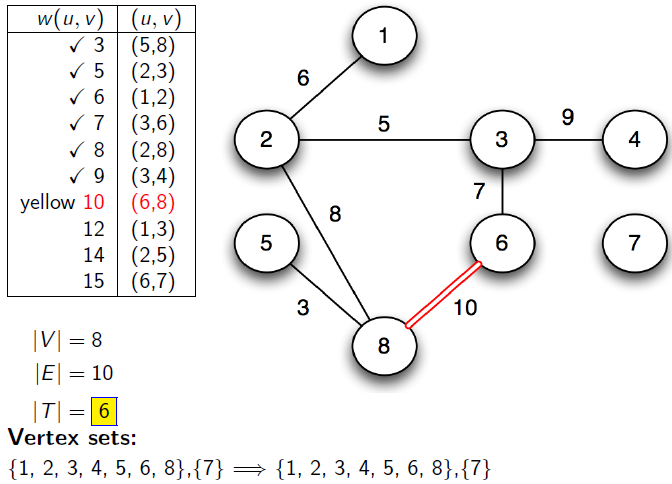 w(u, v) (u, v)
✓ 3 (5,8)
✓ 5 (2,3)
✓ 6 (1,2)
✓ 7 (3,6)
✓ 8 (2,8)
✓ 9 (3,4)
yellow 10 (6,8)
12 (1,3)
14 (2,5)
15 (6,7)
1
6
2
5
3
9
4
7
8
5
6
7
3
10
8
|V| = 8
|E| = 10
|T| = 6
Vertex sets:
{1, 2, 3, 4, 5, 6, 8},{7} ⟹ {1, 2, 3, 4, 5, 6, 8},{7}